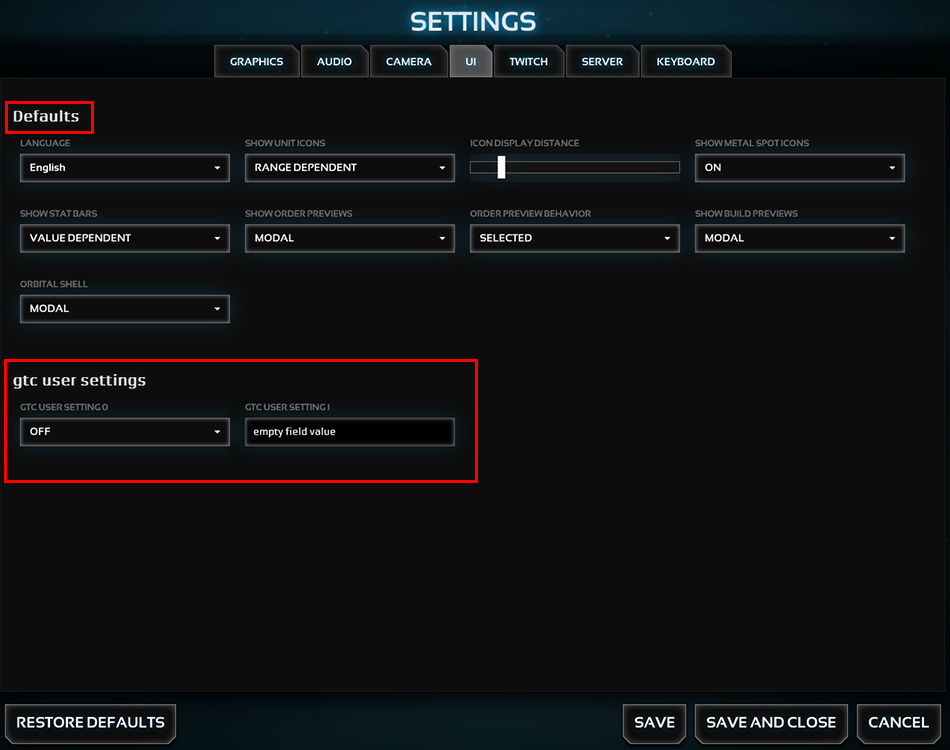 SETTINGS
GRAPHICS AUDIO CAMERA UI TWITCH SERVER KEYBOARD
Defaults
LANGUAGE SHOW UNIT ICONS ICON DISPLAY DISTANCE SHOW METAL SPOT ICONS
English RANGE DEPENDENT ON
SHOW STAT BARS SHOW ORDER PREVIEWS ORDER PREVIEW BEHAVIOR SHOW BUILD PREVIEWS
VALUE DEPENDENT MODAL SELECTED MODAL
ORBITAL SHELL
MODAL
gtc user settings
GTC USER SETTING 0 GTC USER SETTING 1
OFF empty field value
RESTORE DEFAULTS SAVE SAVE AND CLOSE CANCEL